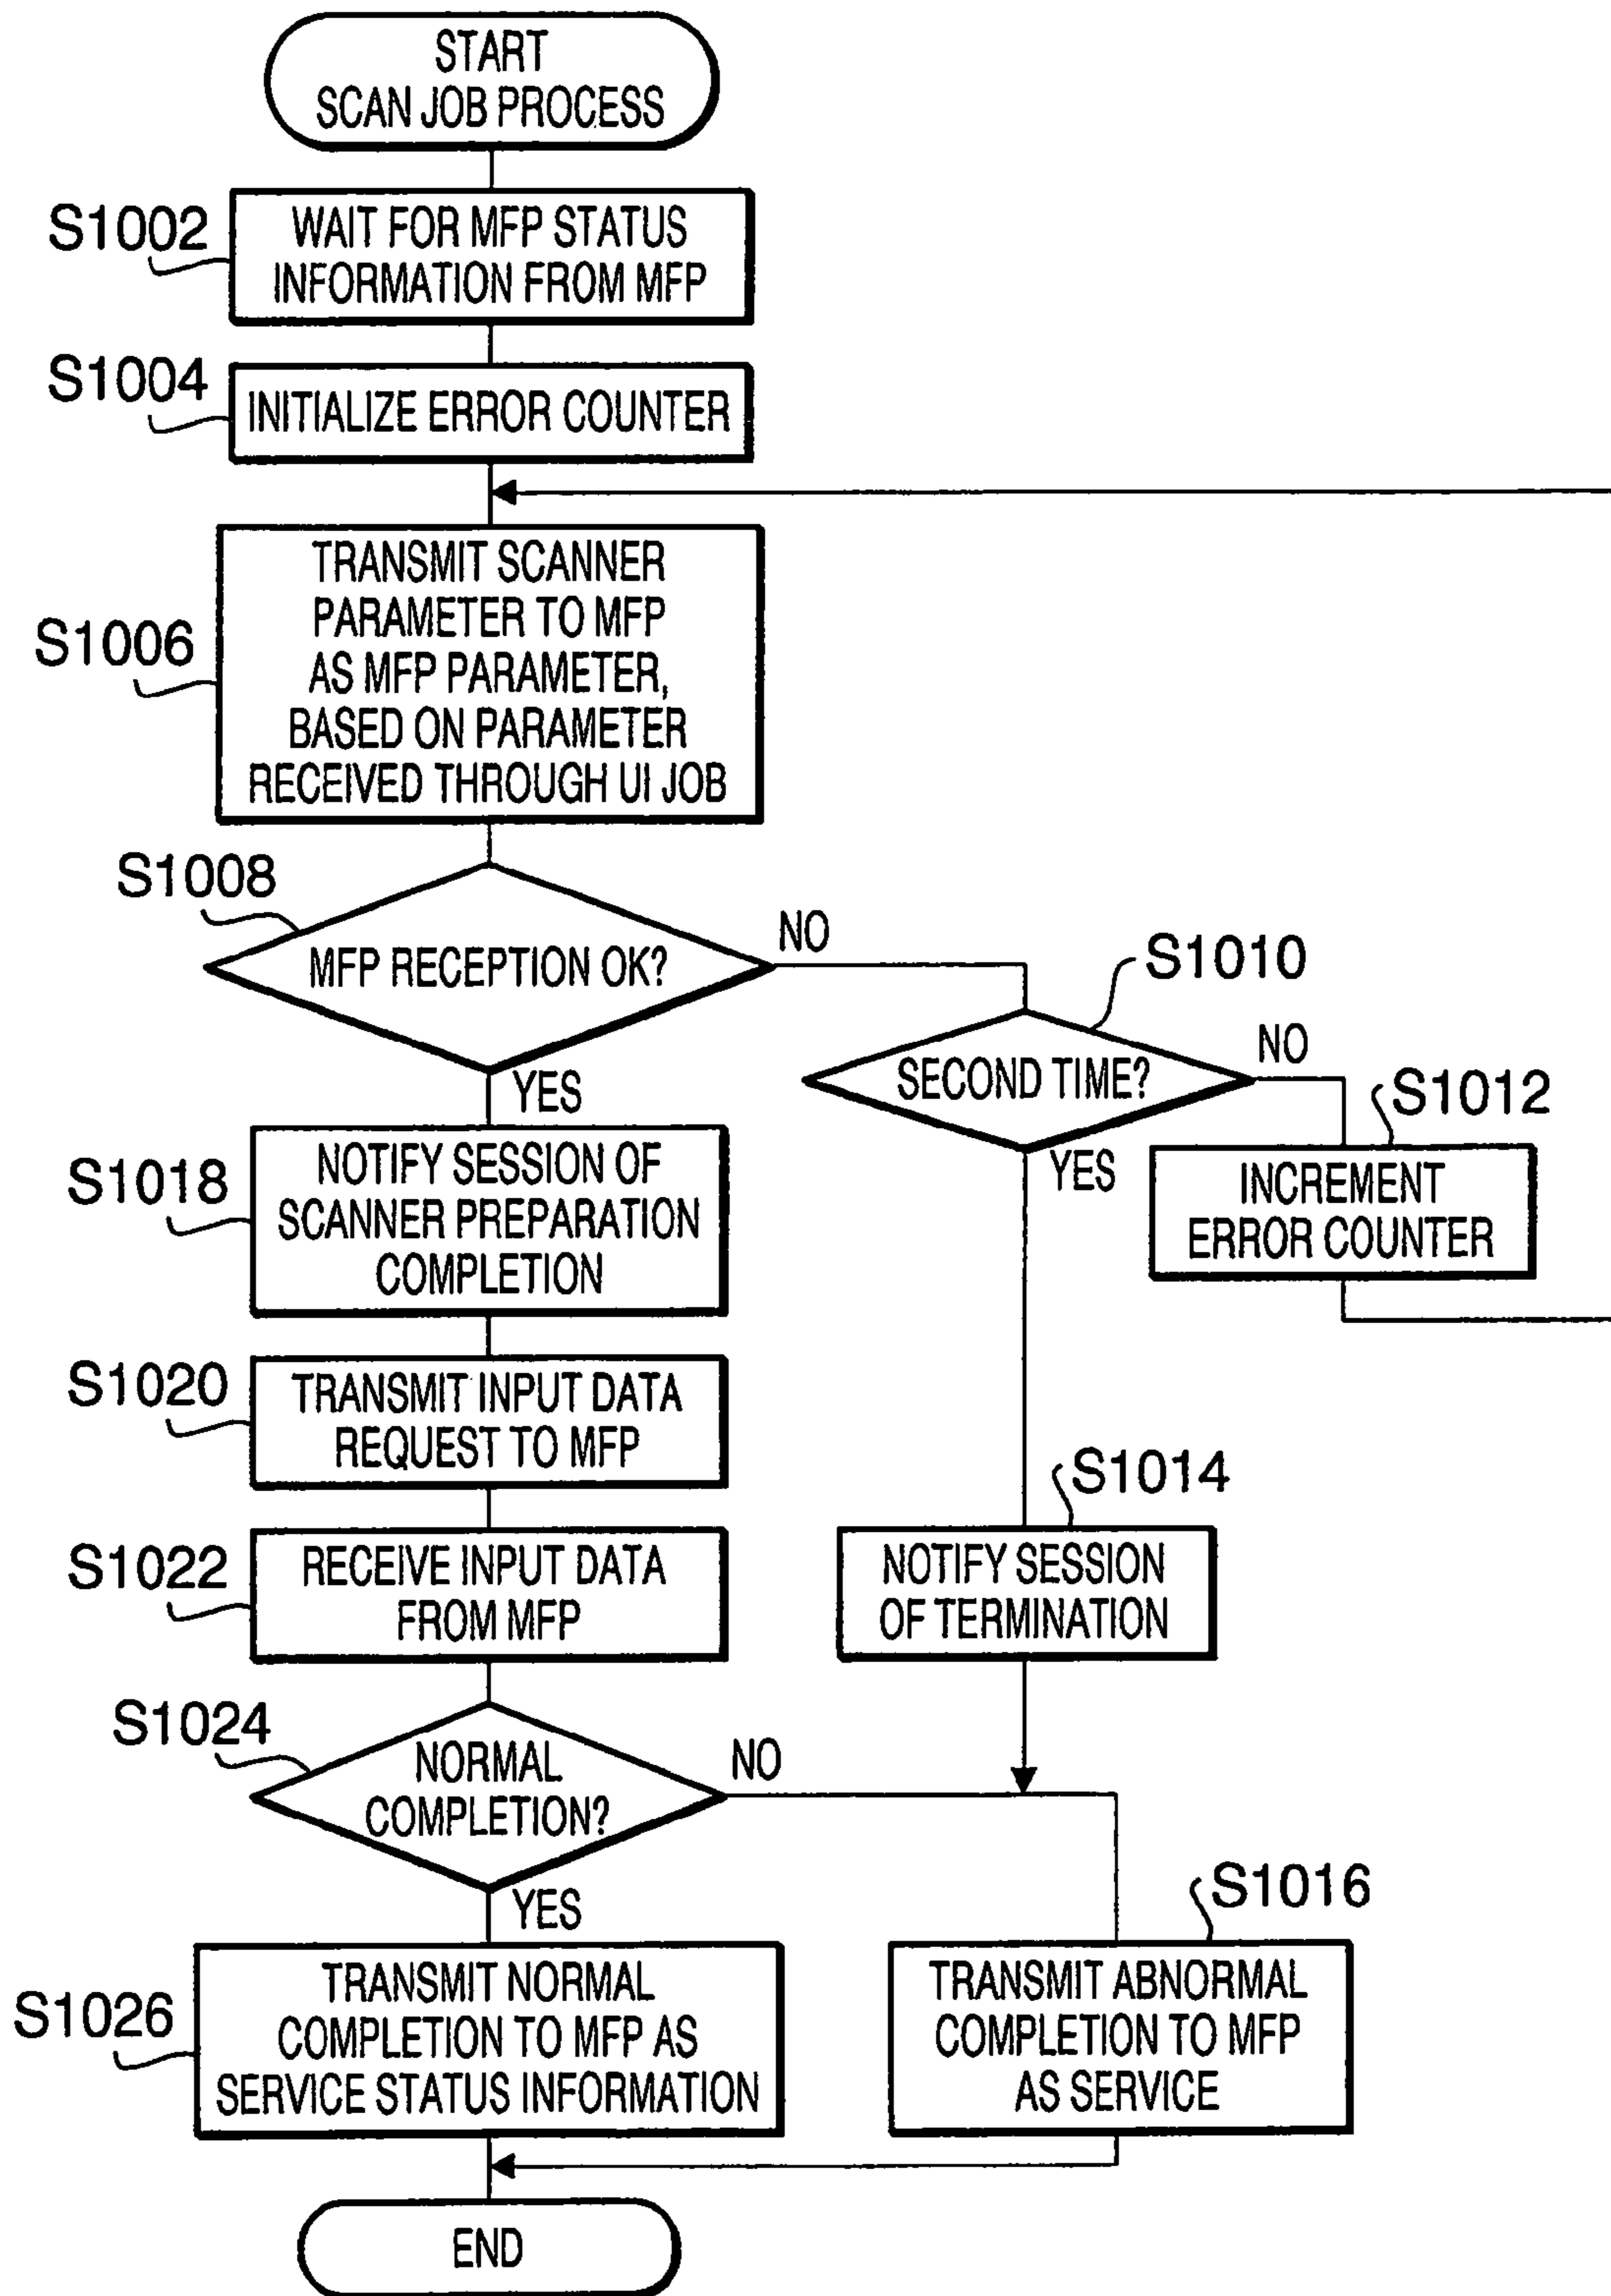 START
SCAN JOB PROCESS
S1002
WAIT FOR MFP STATUS
INFORMATION FROM MFP
S1004
INITIALIZE ERROR COUNTER
S1006
TRANSMIT SCANNER
PARAMETER TO MFP
AS MFP PARAMETER,
BASED ON PARAMETER
RECEIVED THROUGH UI JOB
S1008
MFP RECEPTION OK?
NO
YES
S1010
SECOND TIME?
NO
YES
S1012
INCREMENT
ERROR COUNTER
S1018
NOTIFY SESSION OF
SCANNER PREPARATION
COMPLETION
S1020
TRANSMIT INPUT DATA
REQUEST TO MFP
S1014
NOTIFY SESSION
OF TERMINATION
S1022
RECEIVE INPUT DATA
FROM MFP
S1024
NORMAL
COMPLETION?
NO
YES
S1016
TRANSMIT ABNORMAL
COMPLETION TO MFP
AS SERVICE
S1026
TRANSMIT NORMAL
COMPLETION TO MFP AS
SERVICE STATUS INFORMATION
END